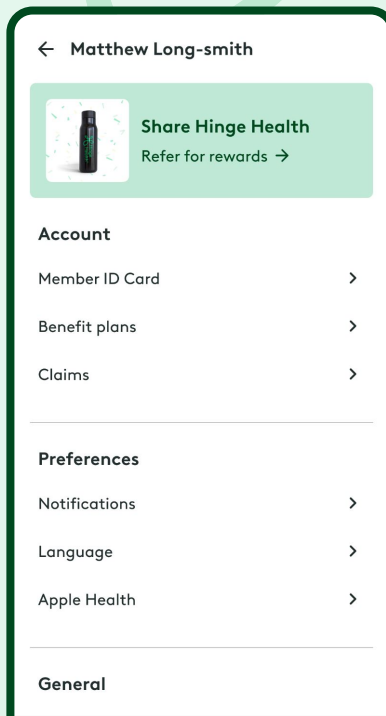 Matthew Long-smith
Share Hinge Health
Refer for rewards →
Account
Member ID Card
Benefit plans
Claims
Preferences
Notifications
Language
Apple Health
General